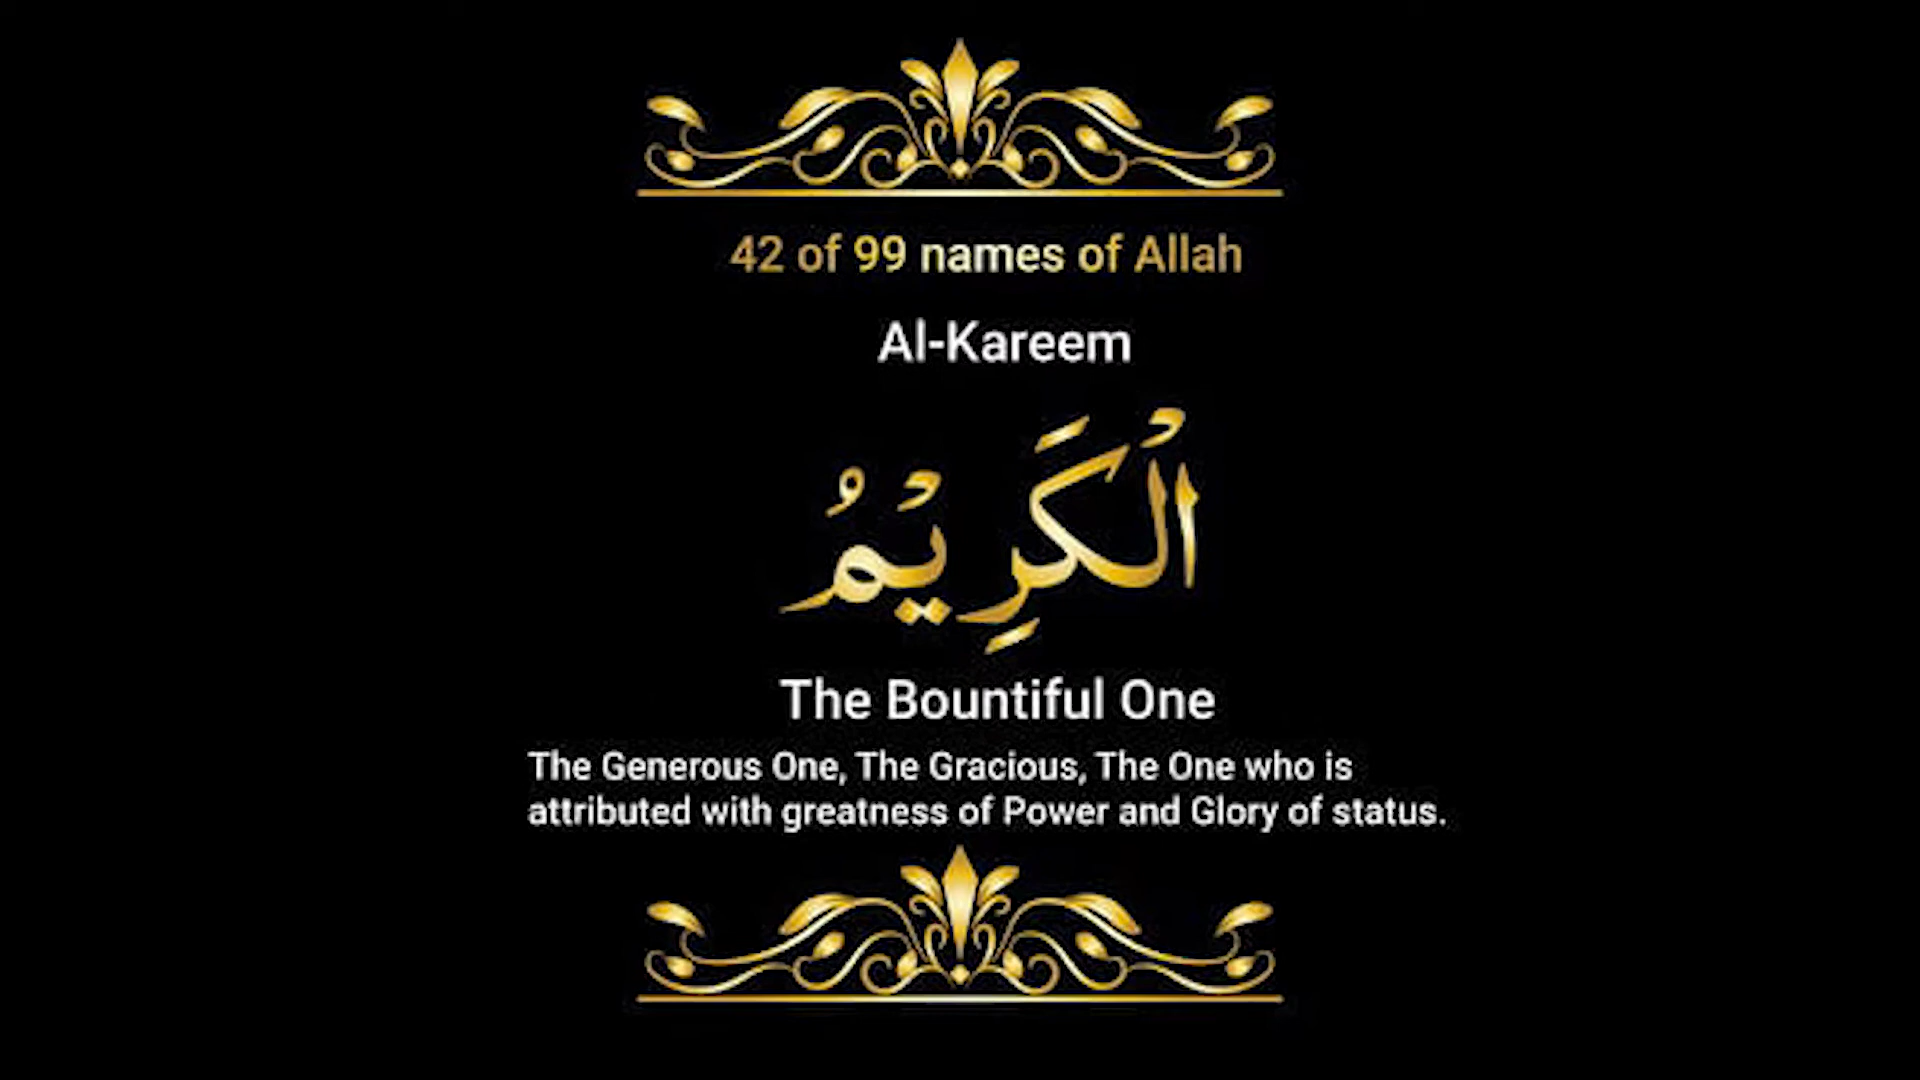 42 of 99 names of Allah
Al-Kareem
الْكَرِيْمُ
The Bountiful One
The Generous One, The Gracious, The One who is
attributed with greatness of Power and Glory of status.